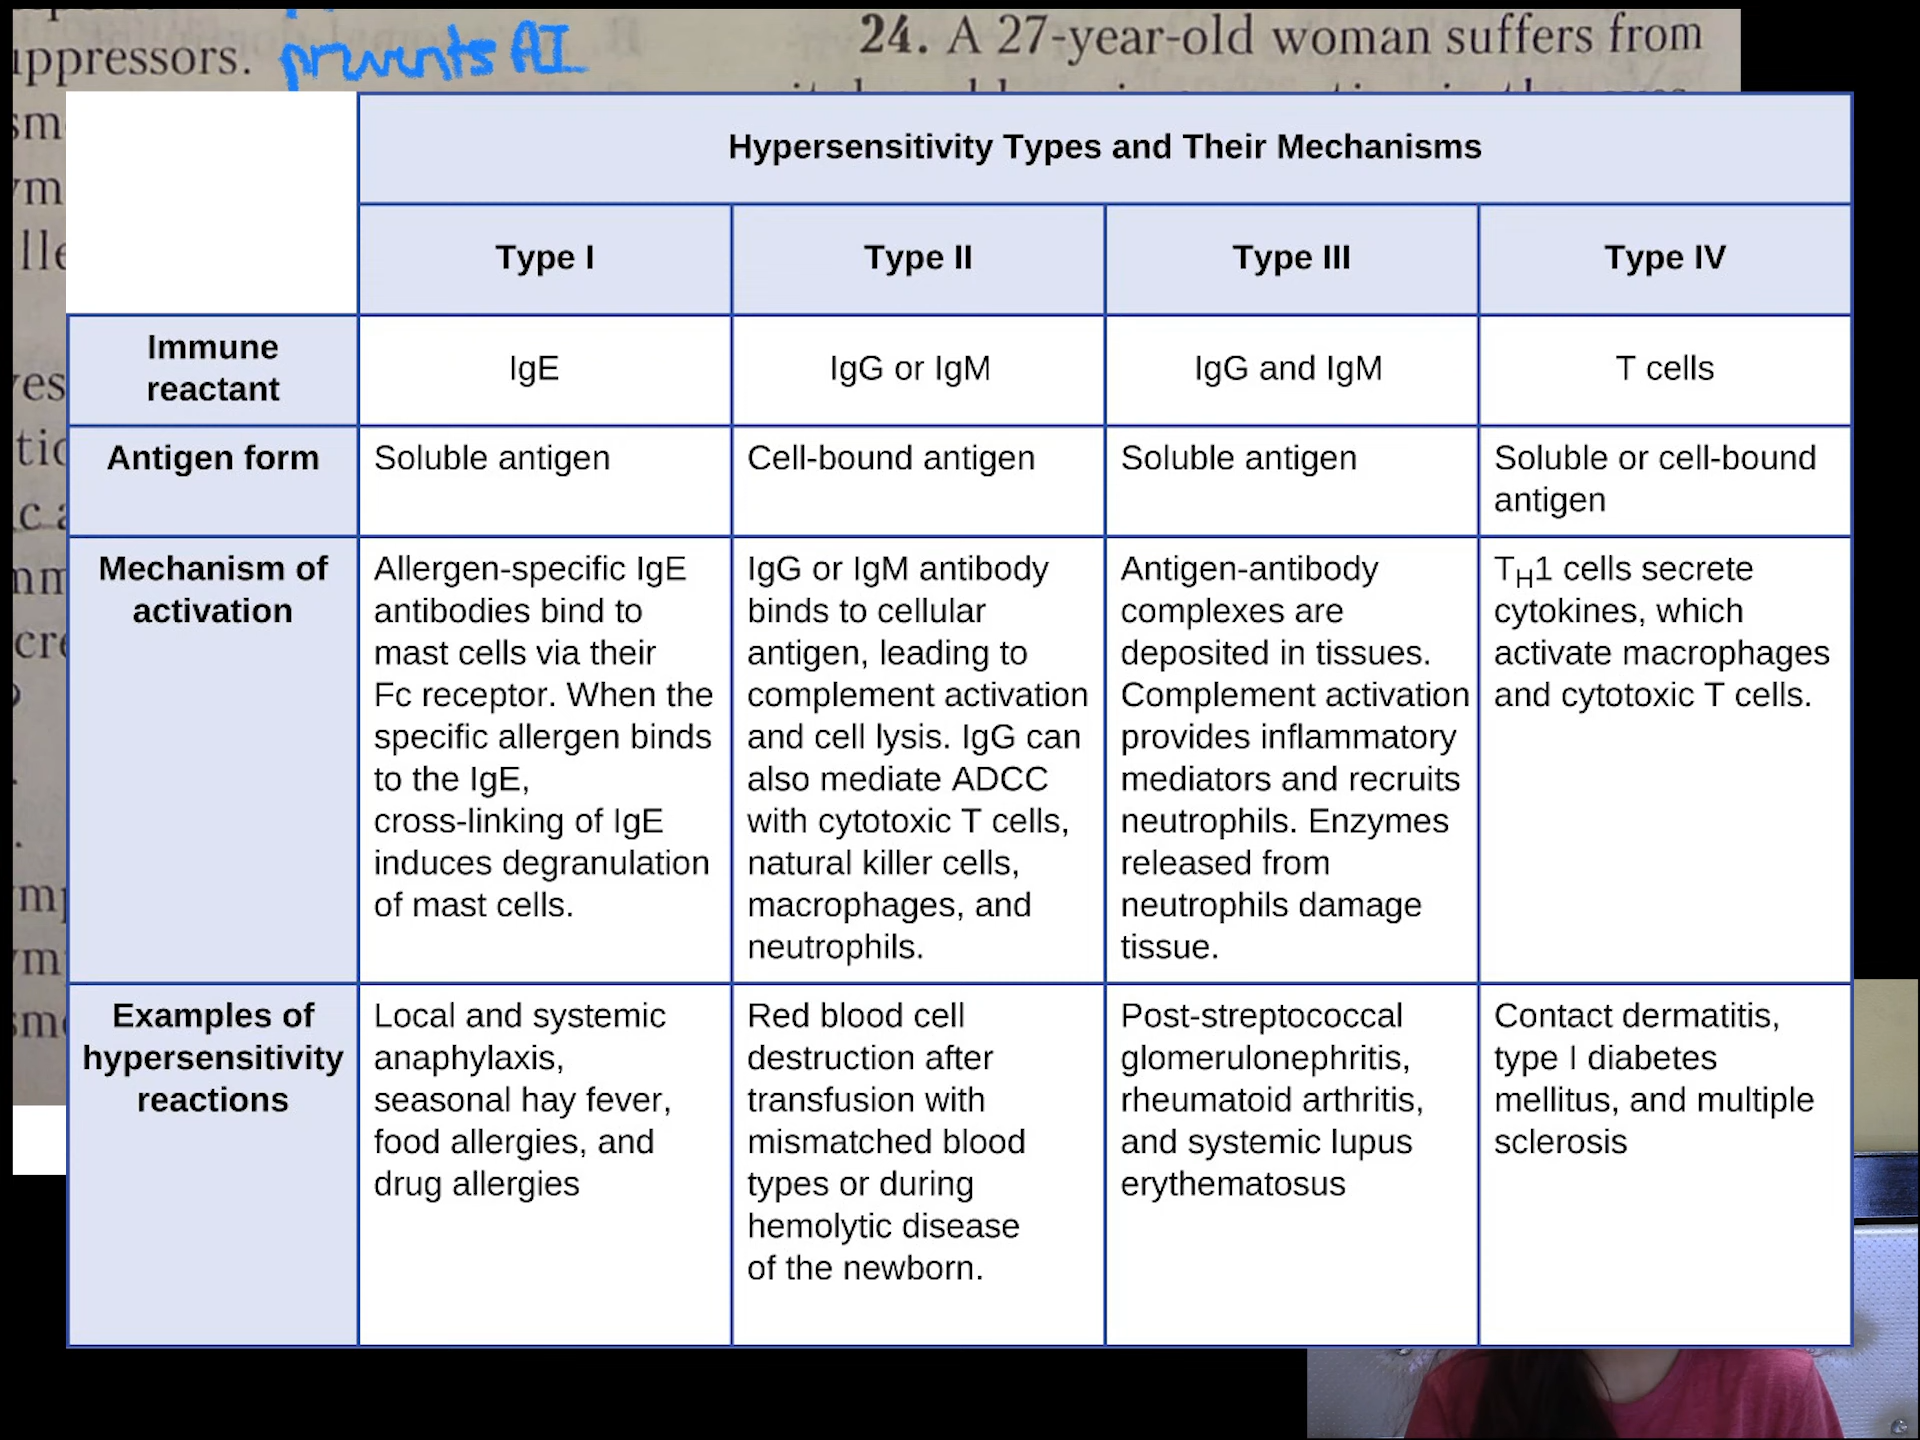 uppressors. prevents AI
24. A 27-year-old woman suffers from
Hypersensitivity Types and Their Mechanisms
Type I
Type II
Type III
Type IV
Immune
reactant
IgE
IgG or IgM
IgG and IgM
T cells
Antigen form
Soluble antigen
Cell-bound antigen
Soluble antigen
Soluble or cell-bound
antigen
Mechanism of
activation
Allergen-specific IgE
antibodies bind to
mast cells via their
Fc receptor. When the
specific allergen binds
to the IgE,
cross-linking of IgE
induces degranulation
of mast cells.
IgG or IgM antibody
binds to cellular
antigen, leading to
complement activation
and cell lysis. IgG can
also mediate ADCC
with cytotoxic T cells,
natural killer cells,
macrophages, and
neutrophils.
Antigen-antibody
complexes are
deposited in tissues.
Complement activation
provides inflammatory
mediators and recruits
neutrophils. Enzymes
released from
neutrophils damage
tissue.
TH1 cells secrete
cytokines, which
activate macrophages
and cytotoxic T cells.
Examples of
hypersensitivity
reactions
Local and systemic
anaphylaxis,
seasonal hay fever,
food allergies, and
drug allergies
Red blood cell
destruction after
transfusion with
mismatched blood
types or during
hemolytic disease
of the newborn.
Post-streptococcal
glomerulonephritis,
rheumatoid arthritis,
and systemic lupus
erythematosus
Contact dermatitis,
type I diabetes
mellitus, and multiple
sclerosis